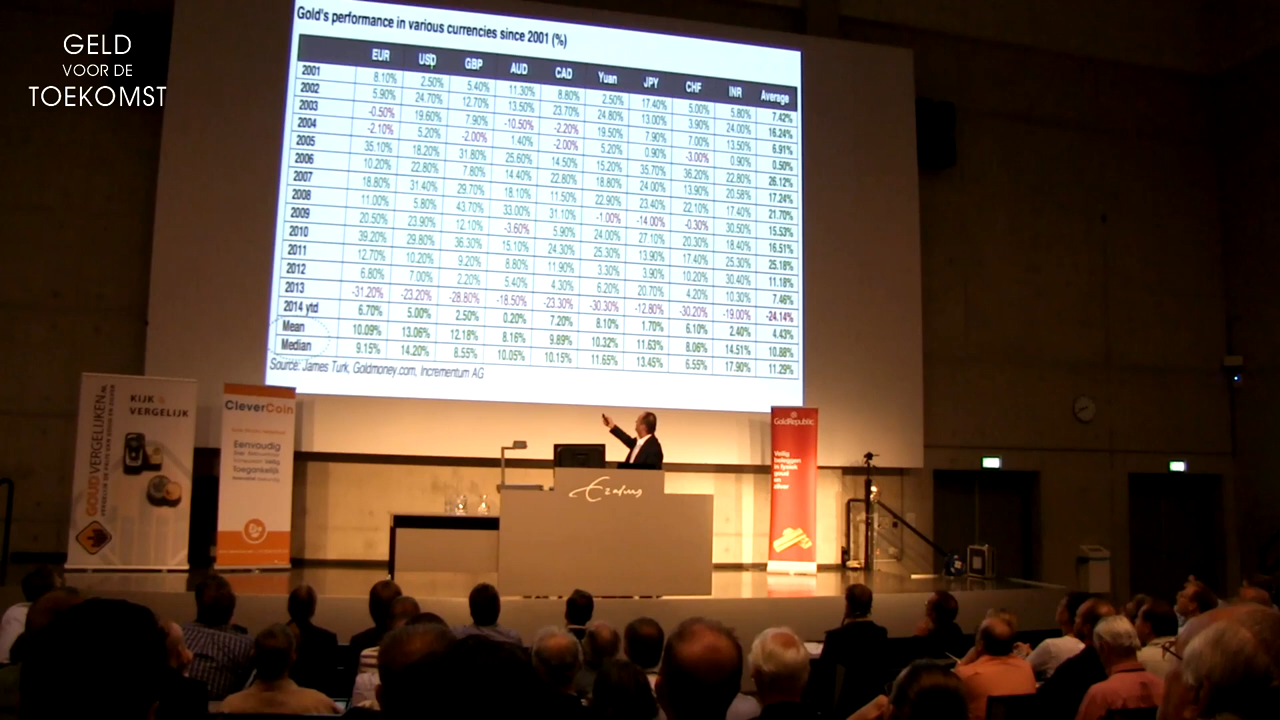 GELD
VOOR DE
TOEKOMST
Gold's performance in various currencies since 2001 (%)
EUR USD GBP AUD CAD Yuan JPY CHF INR Average
2001 8.10% 2.50% 5.40% 11.30% 8.80% 2.50% 17.40% 5.00% 5.80% 7.42%
2002 5.90% 24.70% 12.70% 13.50% 23.70% 24.80% 13.00% 3.90% 24.00% 16.24%
2003 -0.50% 19.60% 7.90% -10.50% -2.20% 19.50% 7.90% 7.00% 13.50% 6.91%
2004 -2.10% 5.20% -2.00% 1.40% -2.00% 5.20% 0.90% -3.00% 0.90% 0.50%
2005 35.10% 18.20% 31.80% 25.60% 14.50% 15.20% 35.70% 36.20% 22.80% 26.12%
2006 10.20% 22.80% 7.80% 14.40% 22.80% 18.80% 24.00% 13.90% 20.58% 17.24%
2007 18.80% 31.40% 29.70% 18.10% 11.50% 22.90% 23.40% 22.10% 17.40% 21.70%
2008 11.00% 5.80% 43.70% 33.00% 31.10% -1.00% -14.00% -0.30% 30.50% 15.53%
2009 20.50% 23.90% 12.10% -3.60% 5.90% 24.00% 27.10% 20.30% 18.40% 16.51%
2010 39.20% 29.80% 36.30% 15.10% 24.30% 25.30% 13.90% 17.40% 25.30% 25.18%
2011 12.70% 10.20% 9.20% 8.80% 11.90% 3.30% 3.90% 10.20% 30.40% 11.18%
2012 6.80% 7.00% 2.20% 5.40% 4.30% 6.20% 20.70% 4.20% 10.30% 7.46%
2013 -31.20% -23.20% -28.80% -18.50% -23.30% -30.30% -12.80% -30.20% -19.00% -24.14%
2014 ytd 6.70% 5.00% 2.50% 0.20% 7.20% 8.10% 1.70% 6.10% 2.40% 4.43%
Mean 10.09% 13.06% 12.18% 8.16% 9.89% 10.32% 11.63% 8.06% 14.51% 10.88%
Median 9.15% 14.20% 8.55% 10.05% 10.15% 11.65% 13.45% 6.55% 17.90% 11.29%
Source: James Turk, Goldmoney.com, Incrementum AG
GOUDVERGELIJKEN.NL
KIJK &
VERGELIJK
CleverCoin
Eenvoudig
Veilig
Toegankelijk
Erasmus
GoldRepublic
Veilig
beleggen
in fysiek
goud
en
zilver